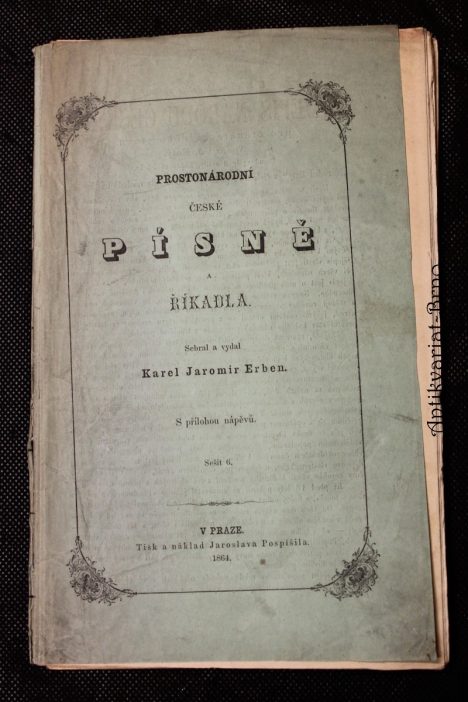 PROSTONÁRODNÍ
ČESKÉ
PÍSNĚ
A
ŘÍKADLA.
Sebral a vydal
Karel Jaromír Erben.
S přílohou nápěvů.
Sešit 6.
V PRAZE.
Tisk a náklad Jaroslava Pospíšila.
1864.
Antikvariat-Brno